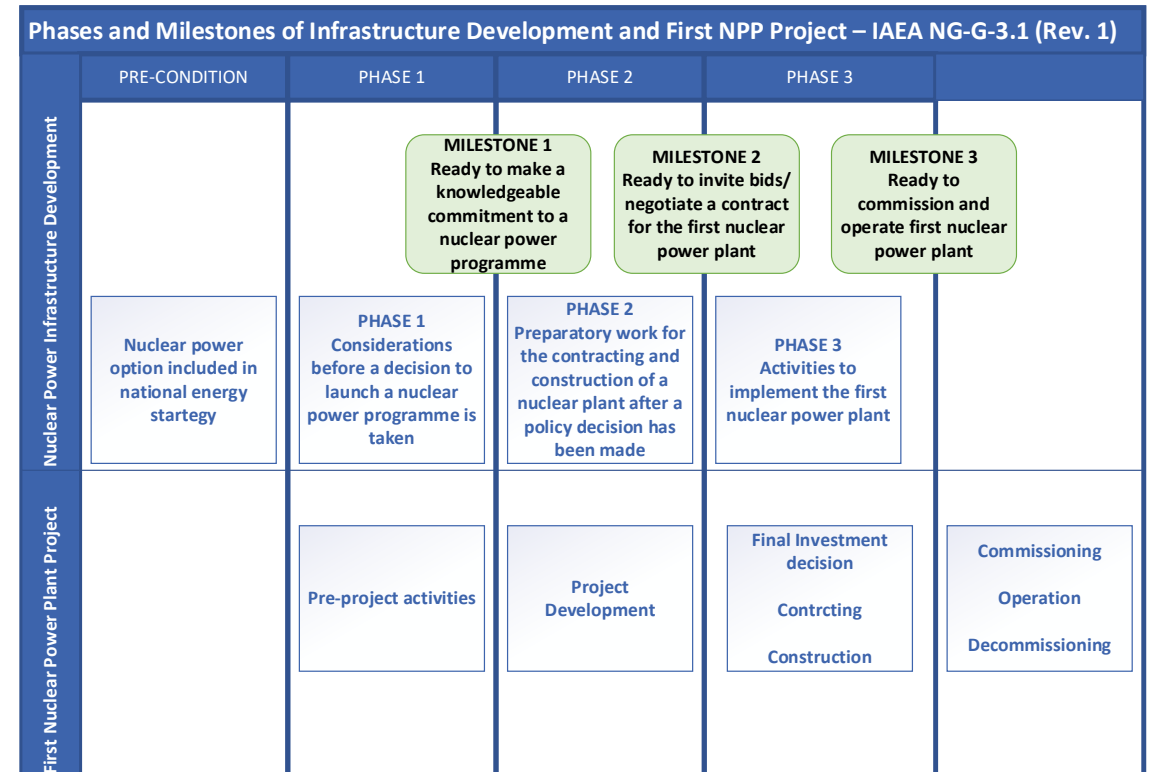 Phases and Milestones of Infrastructure Development and First NPP Project – IAEA NG-G-3.1 (Rev. 1)
PRE-CONDITION
PHASE 1
PHASE 2
PHASE 3
Nuclear Power Infrastructure Development
MILESTONE 1
Ready to make a
knowledgeable
commitment to a
nuclear power
programme
MILESTONE 2
Ready to invite bids/
negotiate a contract
for the first nuclear
power plant
MILESTONE 3
Ready to
commission and
operate first nuclear
power plant
Nuclear power
option included in
national energy
startegy
PHASE 1
Considerations
before a decision to
launch a nuclear
power programme is
taken
PHASE 2
Preparatory work for
the contracting and
construction of a
nuclear plant after a
policy decision has
been made
PHASE 3
Activities to
implement the first
nuclear power plant
First Nuclear Power Plant Project
Pre-project activities
Project
Development
Final Investment
decision
Contrcting
Construction
Commissioning
Operation
Decommissioning